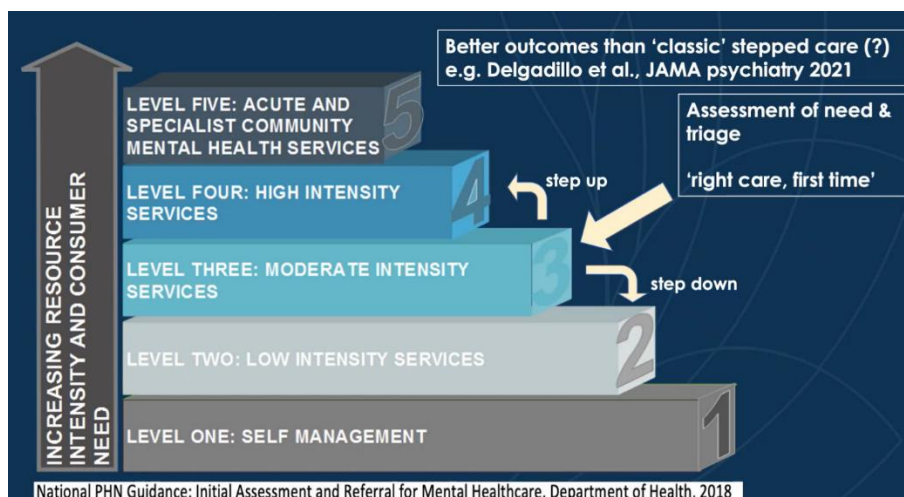 Better outcomes than ‘classic’ stepped care (?)
e.g. Delgadillo et al., JAMA psychiatry 2021
Assessment of need &
triage
‘right care, first time’
INCREASING RESOURCE
INTENSITY AND CONSUMER
NEED
LEVEL FIVE: ACUTE AND
SPECIALIST COMMUNITY
MENTAL HEALTH SERVICES
5
LEVEL FOUR: HIGH INTENSITY
SERVICES
4
step up
LEVEL THREE: MODERATE INTENSITY
SERVICES
3
step down
LEVEL TWO: LOW INTENSITY SERVICES
2
LEVEL ONE: SELF MANAGEMENT
1
National PHN Guidance: Initial Assessment and Referral for Mental Healthcare. Department of Health. 2018